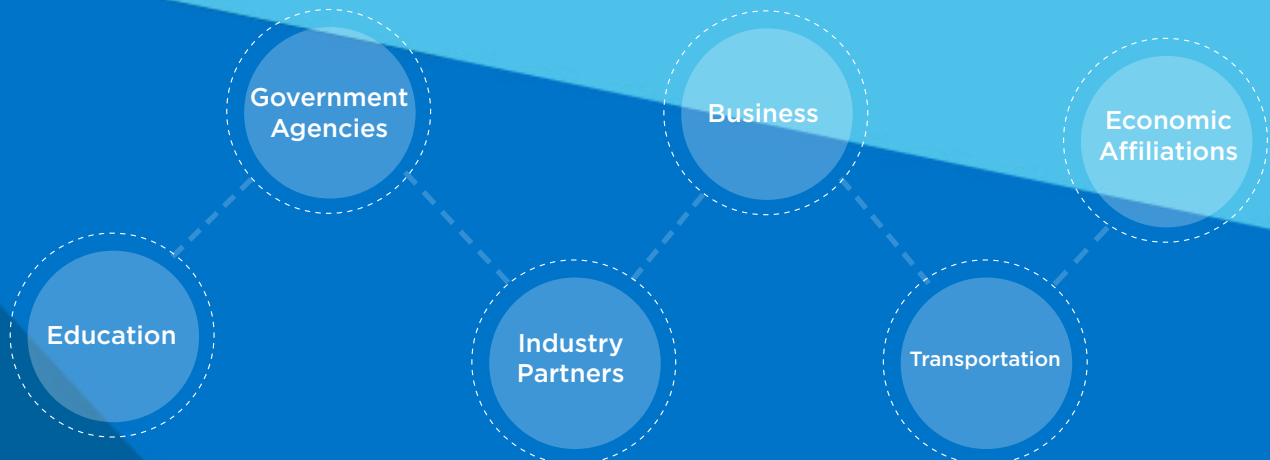 Government
Agencies
Business
Economic
Affiliations
Education
Industry
Partners
Transportation